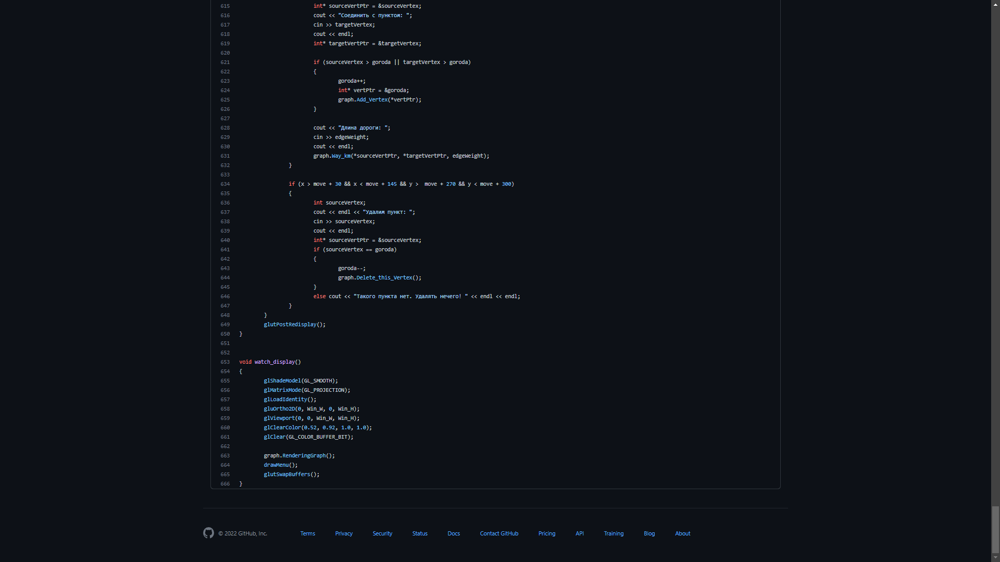 615 int* sourceVertPtr = &sourceVertex;
616 cout << "Соединить с пунктом: ";
617 cin >> targetVertex;
618 cout << endl;
619 int* targetVertPtr = &targetVertex;
620
621 if (sourceVertex > goroda || targetVertex > goroda)
622 {
623 goroda++;
624 int* vertPtr = &goroda;
625 graph.Add_Vertex(*vertPtr);
626 }
627
628 cout << "Длина дороги: ";
629 cin >> edgeWeight;
630 cout << endl;
631 graph.Way_km(*sourceVertPtr, *targetVertPtr, edgeWeight);
632 }
633
634 if (x > move + 30 && x < move + 145 && y >  move + 270 && y < move + 300)
635 {
636 int sourceVertex;
637 cout << endl << "Удалим пункт: ";
638 cin >> sourceVertex;
639 cout << endl;
640 int* sourceVertPtr = &sourceVertex;
641 if (sourceVertex == goroda)
642 {
643 goroda--;
644 graph.Delete_this_Vertex();
645 }
646 else cout << "Такого пункта нет. Удалять нечего! " << endl << endl;
647 }
648 }
649 glutPostRedisplay();
650 }
651
652
653 void watch_display()
654 {
655 glShadeModel(GL_SMOOTH);
656 glMatrixMode(GL_PROJECTION);
657 glLoadIdentity();
658 gluOrtho2D(0, Win_W, 0, Win_H);
659 glViewport(0, 0, Win_W, Win_H);
660 glClearColor(0.52, 0.92, 1.0, 1.0);
661 glClear(GL_COLOR_BUFFER_BIT);
662
663 graph.RenderingGraph();
664 drawMenu();
665 glutSwapBuffers();
666 }
© 2022 GitHub, Inc. Terms Privacy Security Status Docs Contact GitHub Pricing API Training Blog About